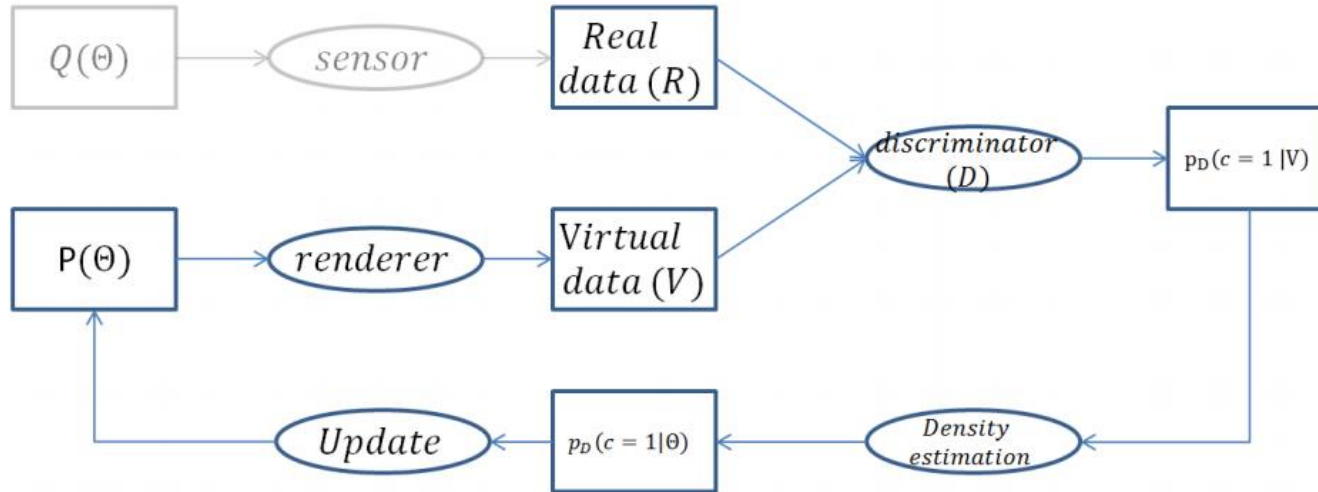 Q(Θ)
sensor
Real
data (R)
discriminator
(D)
p_D(c = 1 |V)
P(Θ)
renderer
Virtual
data (V)
Update
p_D(c = 1|Θ)
Density
estimation